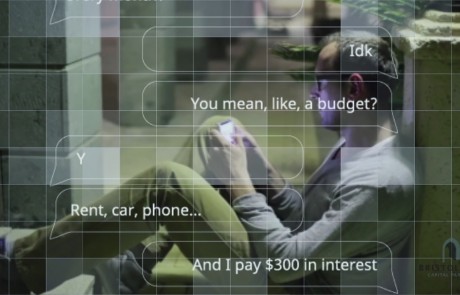 Idk
You mean, like, a budget?
Y
Rent, car, phone...
And I pay $300 in interest